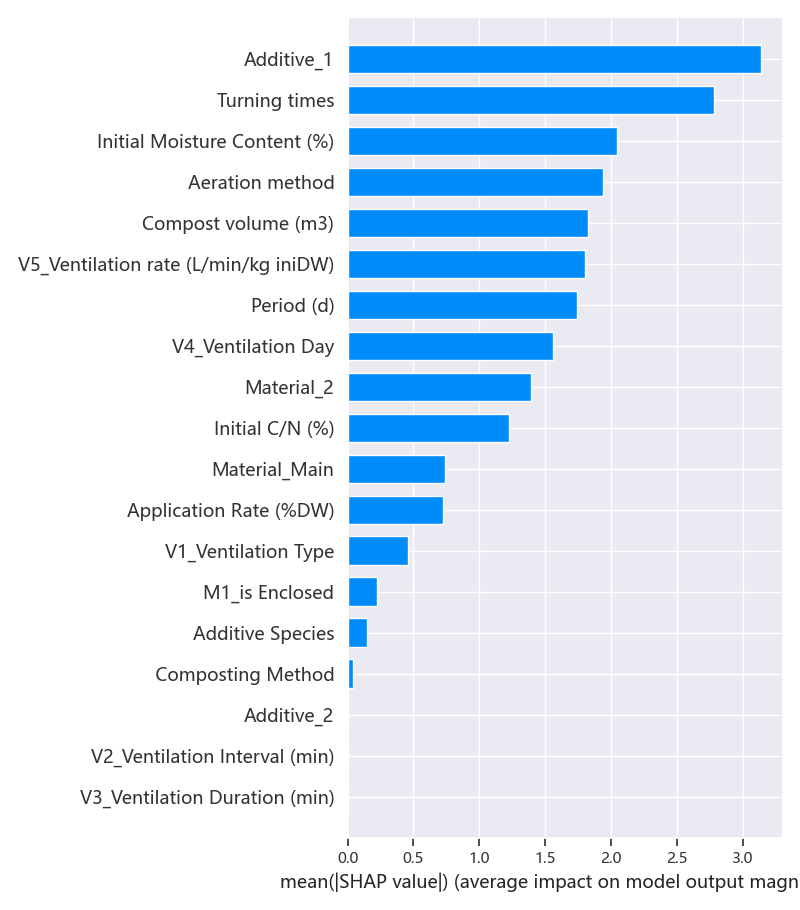 Additive_1
Turning times
Initial Moisture Content (%)
Aeration method
Compost volume (m3)
V5_Ventilation rate (L/min/kg iniDW)
Period (d)
V4_Ventilation Day
Material_2
Initial C/N (%)
Material_Main
Application Rate (%DW)
V1_Ventilation Type
M1_is Enclosed
Additive Species
Composting Method
Additive_2
V2_Ventilation Interval (min)
V3_Ventilation Duration (min)
0.0 0.5 1.0 1.5 2.0 2.5 3.0
mean(|SHAP value|) (average impact on model output magn